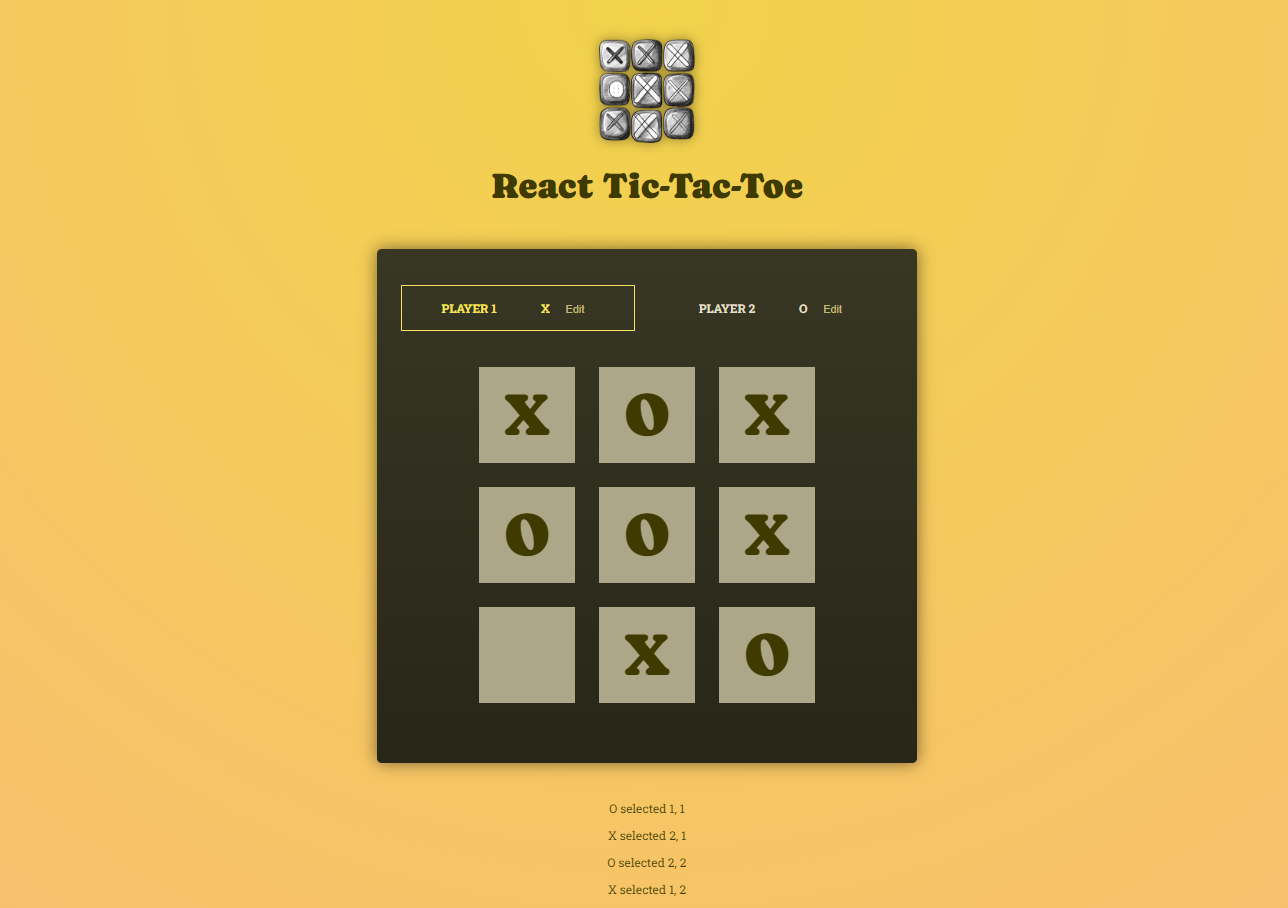 React Tic-Tac-Toe
PLAYER 1 X Edit PLAYER 2 O Edit
X O X
O O X
X O
O selected 1, 1
X selected 2, 1
O selected 2, 2
X selected 1, 2